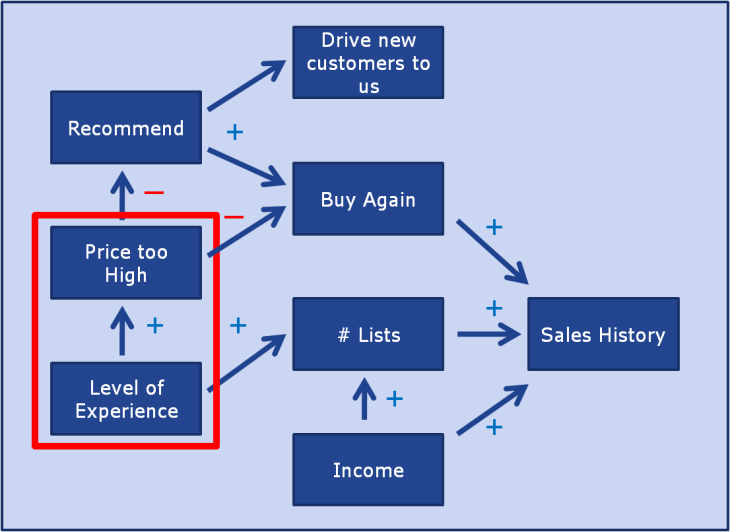 Drive new
customers to
us
Recommend
+
Buy Again
−
−
Price too
High
+
+
+
+
# Lists
Sales History
Level of
Experience
+
+
Income